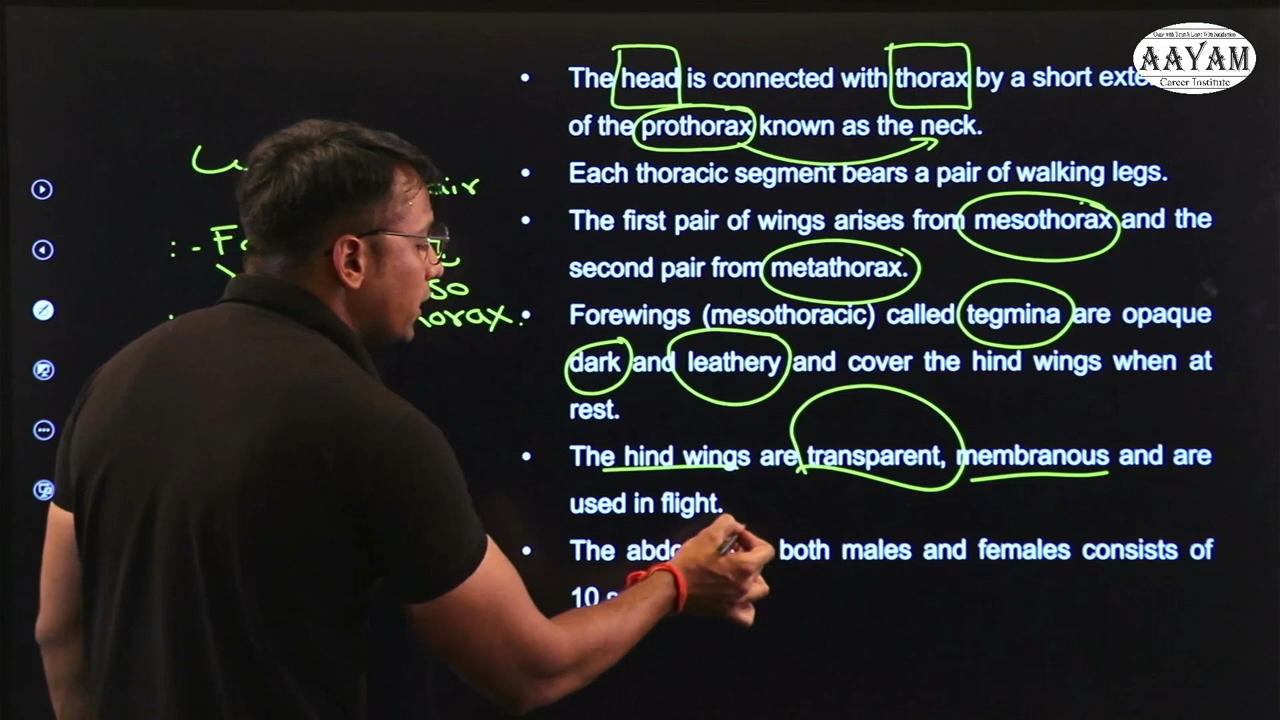 AAYAM
Career Institute
• The head is connected with thorax by a short
of the prothorax known as the neck.
• Each thoracic segment bears a pair of walking legs.
• The first pair of wings arises from mesothorax and the
second pair from metathorax.
• Forewings (mesothoracic) called tegmina are opaque
dark and leathery and cover the hind wings when at
rest.
• The hind wings are transparent, membranous and are
used in flight.
• The both males and females consists of
10